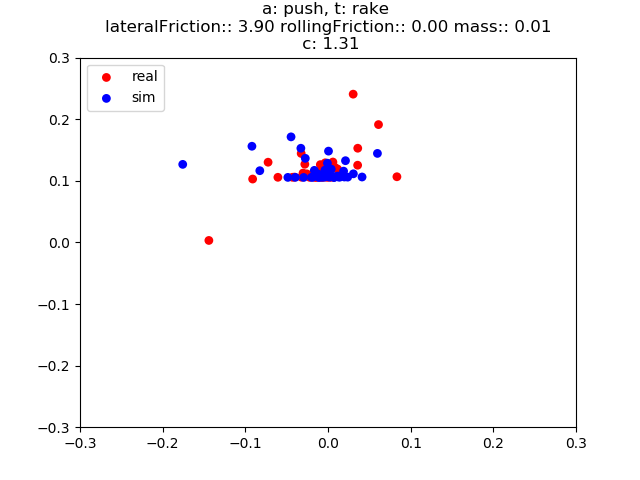 a: push, t: rake
lateralFriction:: 3.90 rollingFriction:: 0.00 mass:: 0.01
c: 1.31
real
sim
0.3
0.2
0.1
0.0
−0.1
−0.2
−0.3
−0.3 −0.2 −0.1 0.0 0.1 0.2 0.3